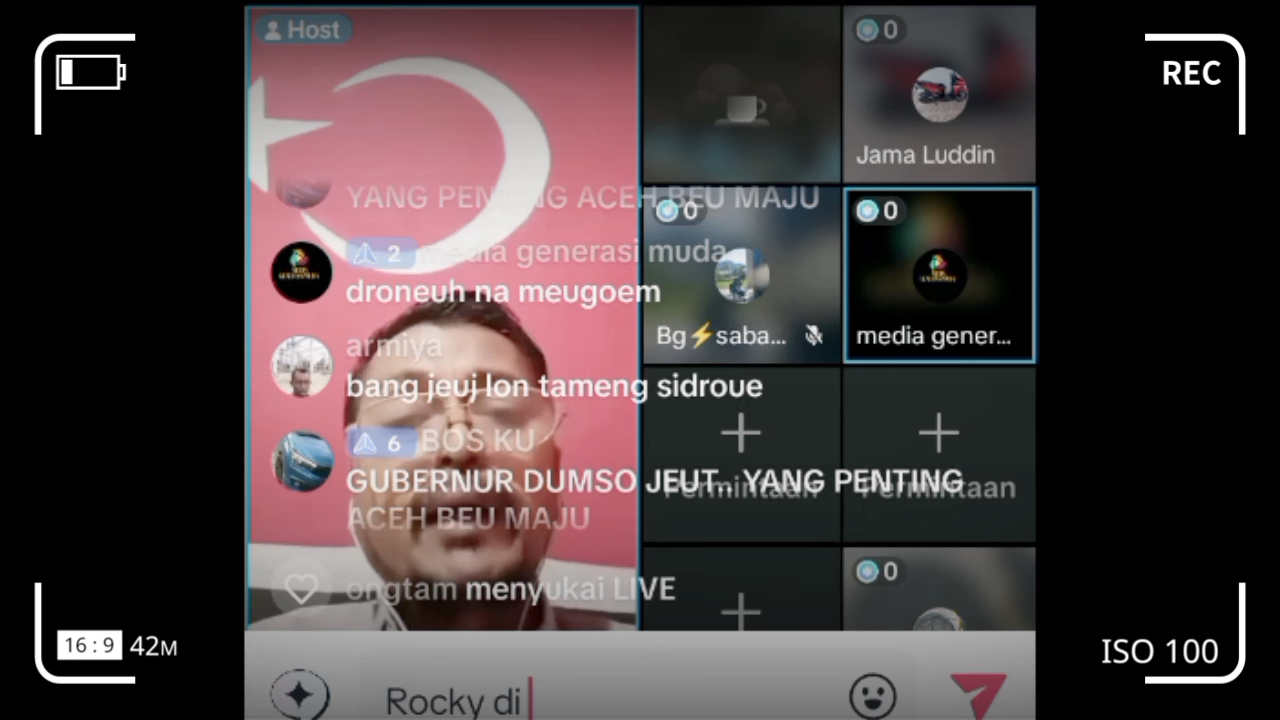 REC
Host
0
Jama Luddin
YANG PENTING ACEH BEU MAJU
0
0
2 media generasi muda
droneuh na meugoem
Bg⚡saba...
media gener...
armiya
bang jeuj lon tameng sidroue
6 BOS KU
GUBERNUR DUMSO JEUT.. YANG PENTING
ACEH BEU MAJU
Permintaan
Permintaan
0
ongtam menyukai LIVE
16 : 9 42M
ISO 100
Rocky di